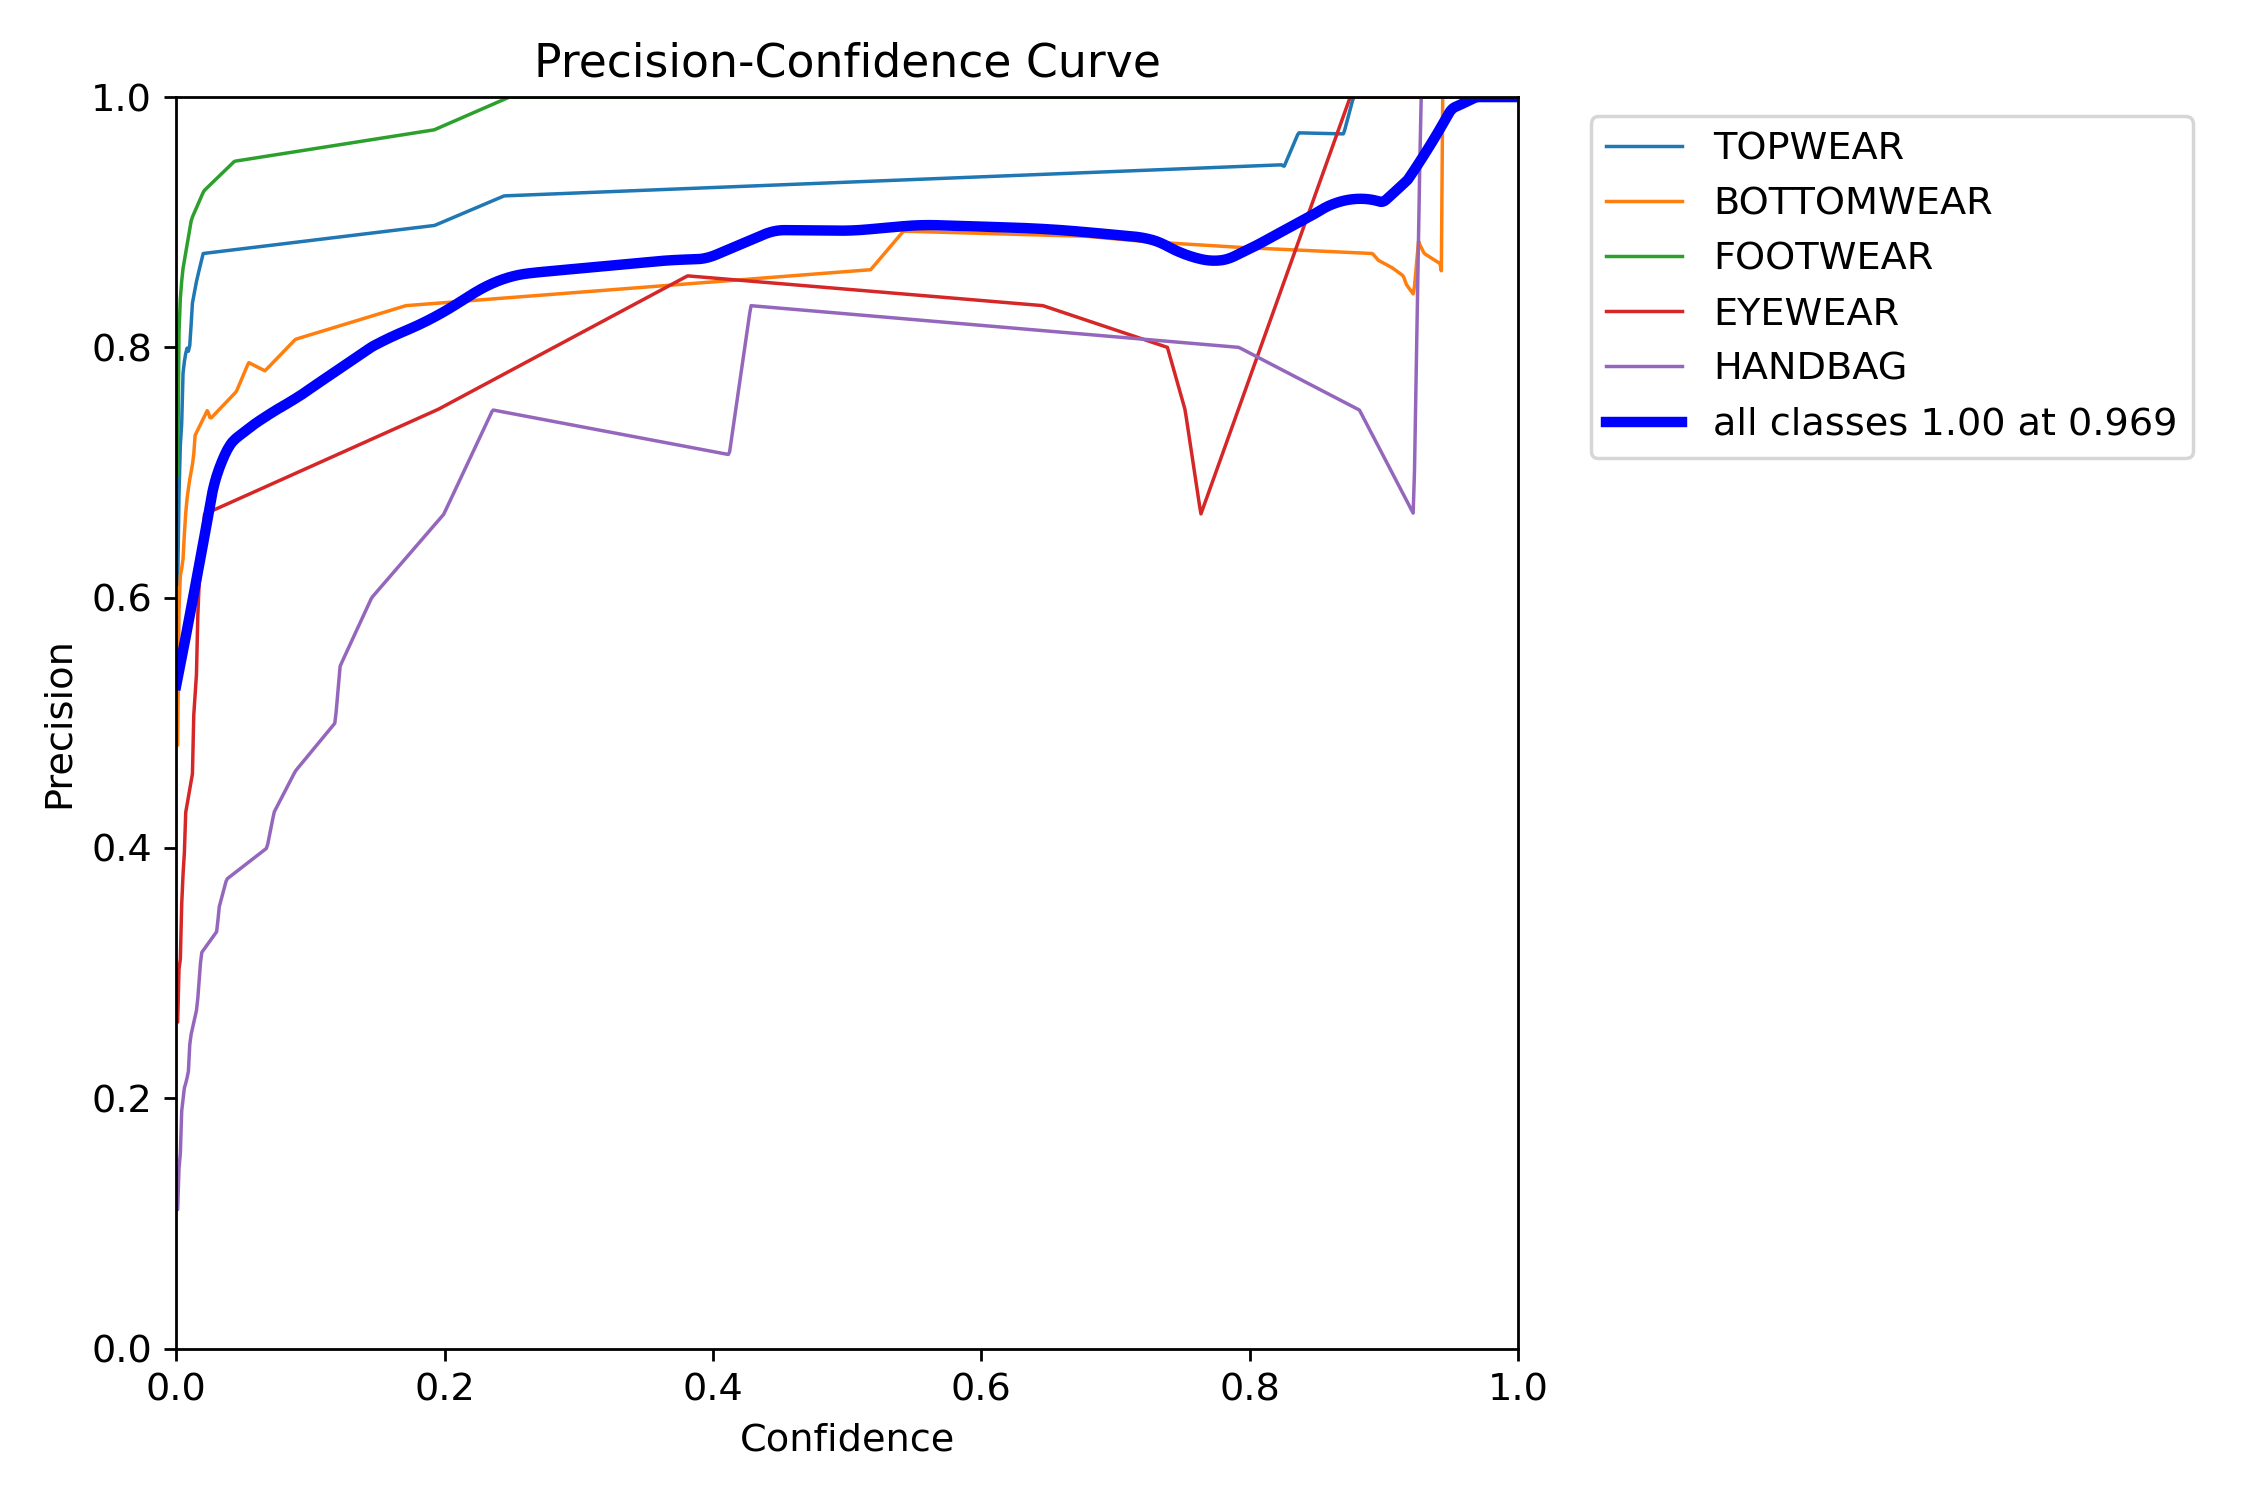 Precision-Confidence Curve
1.0
0.8
0.6
0.4
0.2
0.0
Precision
0.0 0.2 0.4 0.6 0.8 1.0
Confidence
TOPWEAR
BOTTOMWEAR
FOOTWEAR
EYEWEAR
HANDBAG
all classes 1.00 at 0.969